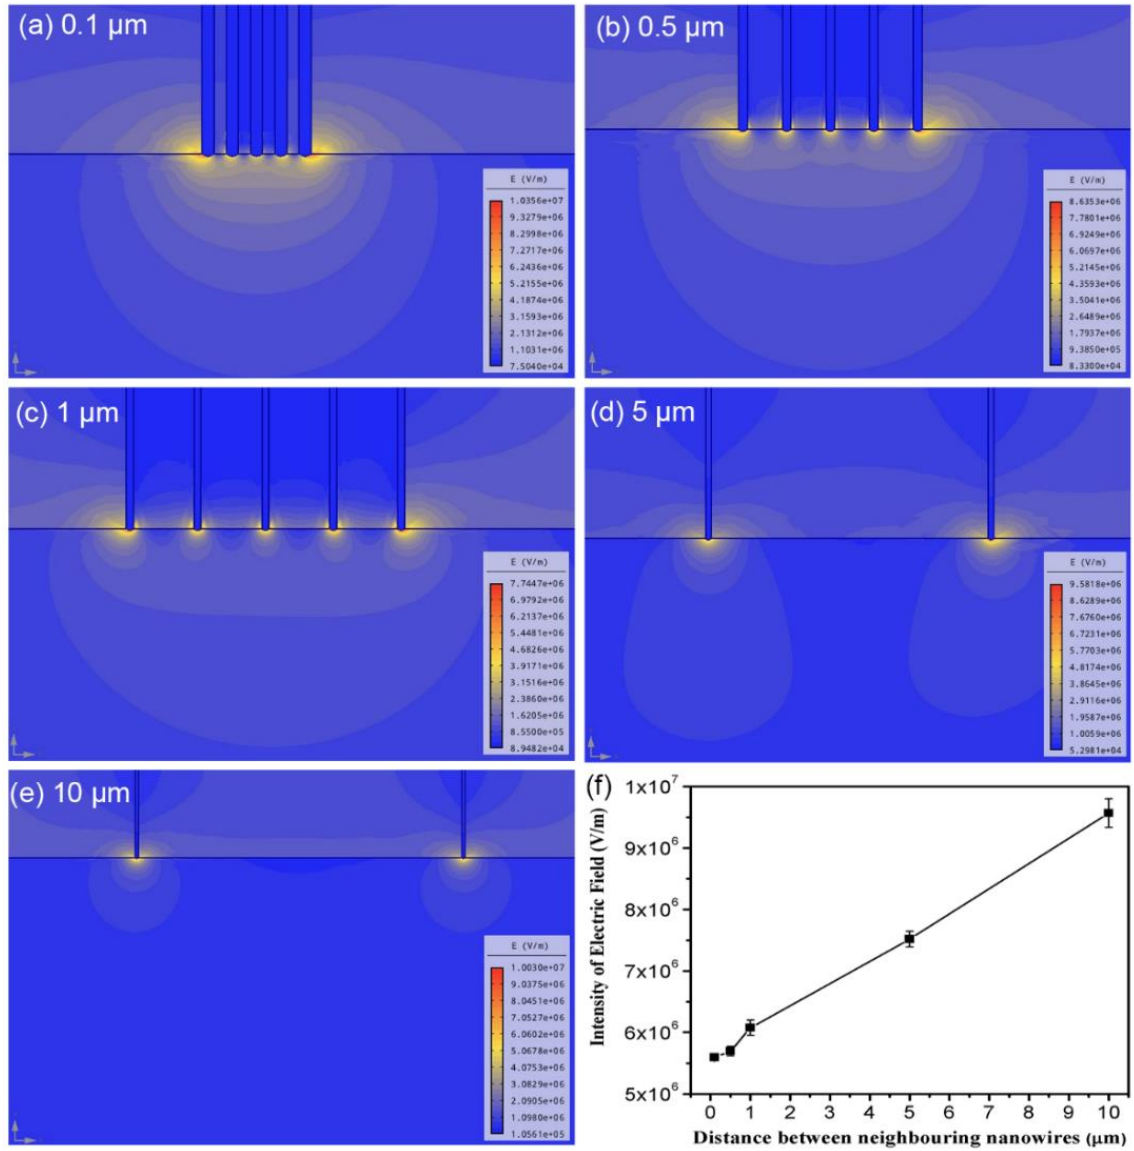 (a) 0.1 µm
E (V/m)
1.0356e+07
9.3279e+06
8.2998e+06
7.2717e+06
6.2436e+06
5.2155e+06
4.1874e+06
3.1593e+06
2.1312e+06
1.1031e+06
7.5040e+04
(b) 0.5 µm
E (V/m)
8.6353e+06
7.7801e+06
6.9249e+06
6.0697e+06
5.2145e+06
4.3593e+06
3.5041e+06
2.6489e+06
1.7937e+06
9.3850e+05
8.3300e+04
(c) 1 µm
E (V/m)
7.7447e+06
6.9792e+06
6.2137e+06
5.4481e+06
4.6826e+06
3.9171e+06
3.1516e+06
2.3860e+06
1.6205e+06
8.5500e+05
8.9482e+04
(d) 5 µm
E (V/m)
9.5818e+06
8.6289e+06
7.6760e+06
6.7231e+06
5.7703e+06
4.8174e+06
3.8645e+06
2.9116e+06
1.9587e+06
1.0059e+06
5.2981e+04
(e) 10 µm
E (V/m)
1.0030e+07
9.0375e+06
8.0451e+06
7.0527e+06
6.0602e+06
5.0678e+06
4.0753e+06
3.0829e+06
2.0905e+06
1.0980e+06
1.0561e+05
(f)
Intensity of Electric Field (V/m)
1x10⁷
9x10⁶
8x10⁶
7x10⁶
6x10⁶
5x10⁶
0 1 2 3 4 5 6 7 8 9 10
Distance between neighbouring nanowires (µm)